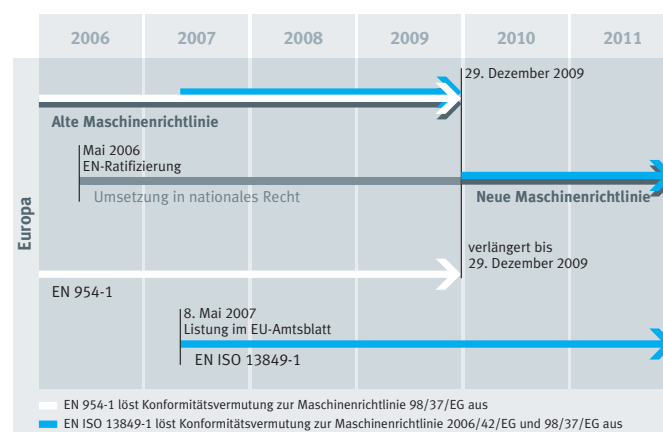 2006 2007 2008 2009 2010 2011
29. Dezember 2009
Alte Maschinenrichtlinie
Mai 2006
EN-Ratifizierung
Umsetzung in nationales Recht
Neue Maschinenrichtlinie
Europa
verlängert bis
29. Dezember 2009
EN 954-1
8. Mai 2007
Listung im EU-Amtsblatt
EN ISO 13849-1
EN 954-1 löst Konformitätsvermutung zur Maschinenrichtlinie 98/37/EG aus
EN ISO 13849-1 löst Konformitätsvermutung zur Maschinenrichtlinie 2006/42/EG und 98/37/EG aus